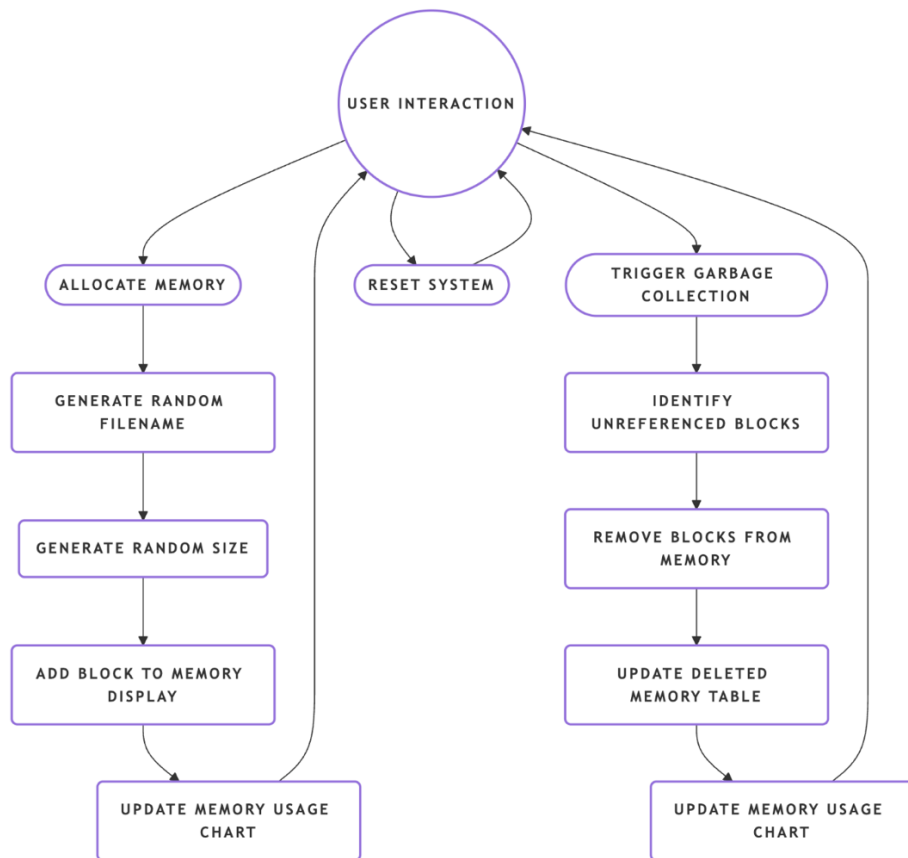 USER INTERACTION
ALLOCATE MEMORY
RESET SYSTEM
TRIGGER GARBAGE
COLLECTION
GENERATE RANDOM
FILENAME
IDENTIFY
UNREFERENCED BLOCKS
GENERATE RANDOM SIZE
REMOVE BLOCKS FROM
MEMORY
ADD BLOCK TO MEMORY
DISPLAY
UPDATE DELETED
MEMORY TABLE
UPDATE MEMORY USAGE
CHART
UPDATE MEMORY USAGE
CHART